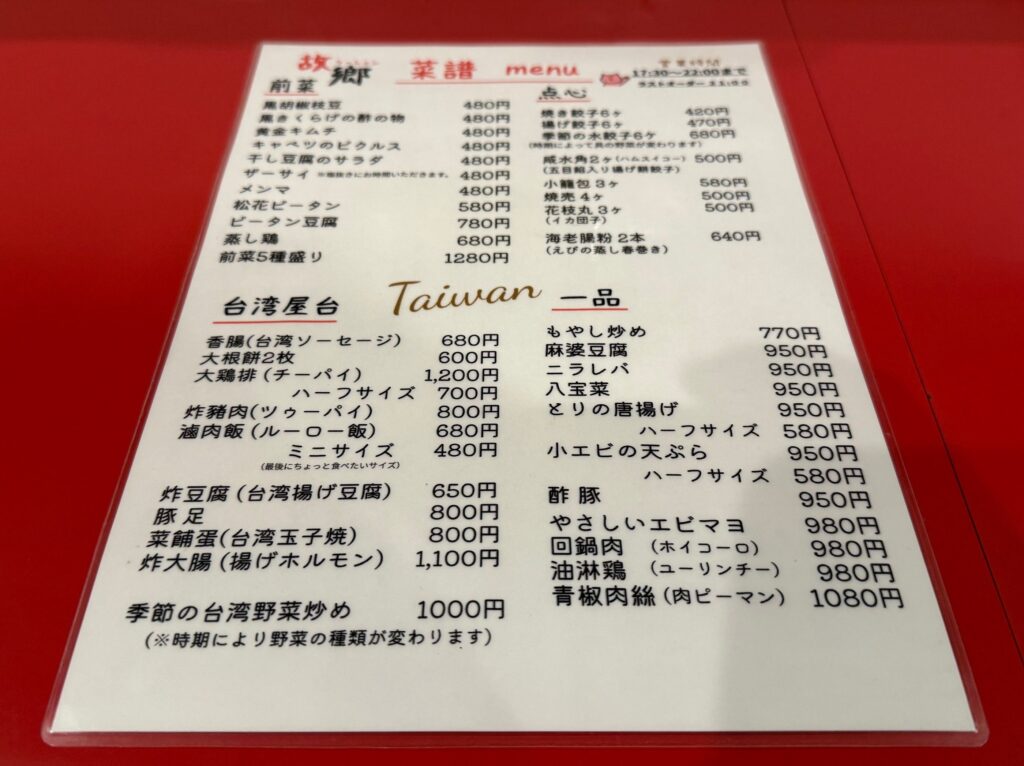 故郷
菜譜 menu
営業時間
17:30〜22:00まで
ラストオーダー 21:00
前菜
黒胡椒枝豆 480円
黒きくらげの酢の物 480円
黄金キムチ 480円
キャベツのピクルス 480円
干し豆腐のサラダ 480円
ザーサイ ※塩抜きにお時間いただきます。 480円
メンマ 480円
松花ピータン 580円
ピータン豆腐 780円
蒸し鶏 680円
前菜5種盛り 1280円
点心
焼き餃子6ヶ 420円
揚げ餃子6ヶ 470円
季節の水餃子6ケ 680円
(時期によって具の野菜が変わります)
咸水角2ヶ(ハムスイコー) 500円
(五目餡入り揚げ餅餃子)
小籠包 3ヶ 580円
焼売 4ヶ 500円
花枝丸 3ヶ 500円
(イカ団子)
海老腸粉 2本 640円
(えびの蒸し春巻き)
Taiwan
台湾屋台
香腸(台湾ソーセージ) 680円
大根餅2枚 600円
大鶏排 (チーパイ) 1,200円
ハーフサイズ 700円
炸豬肉(ツゥーパイ) 800円
滷肉飯 (ルーロー飯) 680円
ミニサイズ 480円
(最後にちょっと食べたいサイズ)
炸豆腐 (台湾揚げ豆腐) 650円
豚足 800円
菜餔蛋(台湾玉子焼) 800円
炸大腸 (揚げホルモン) 1,100円
季節の台湾野菜炒め 1000円
(※時期により野菜の種類が変わります)
一品
もやし炒め 770円
麻婆豆腐 950円
ニラレバ 950円
八宝菜 950円
とりの唐揚げ 950円
ハーフサイズ 580円
小エビの天ぷら 950円
ハーフサイズ 580円
酢豚 950円
やさしいエビマヨ 980円
回鍋肉 (ホイコーロ) 980円
油淋鶏 (ユーリンチー) 980円
青椒肉絲 (肉ピーマン) 1080円